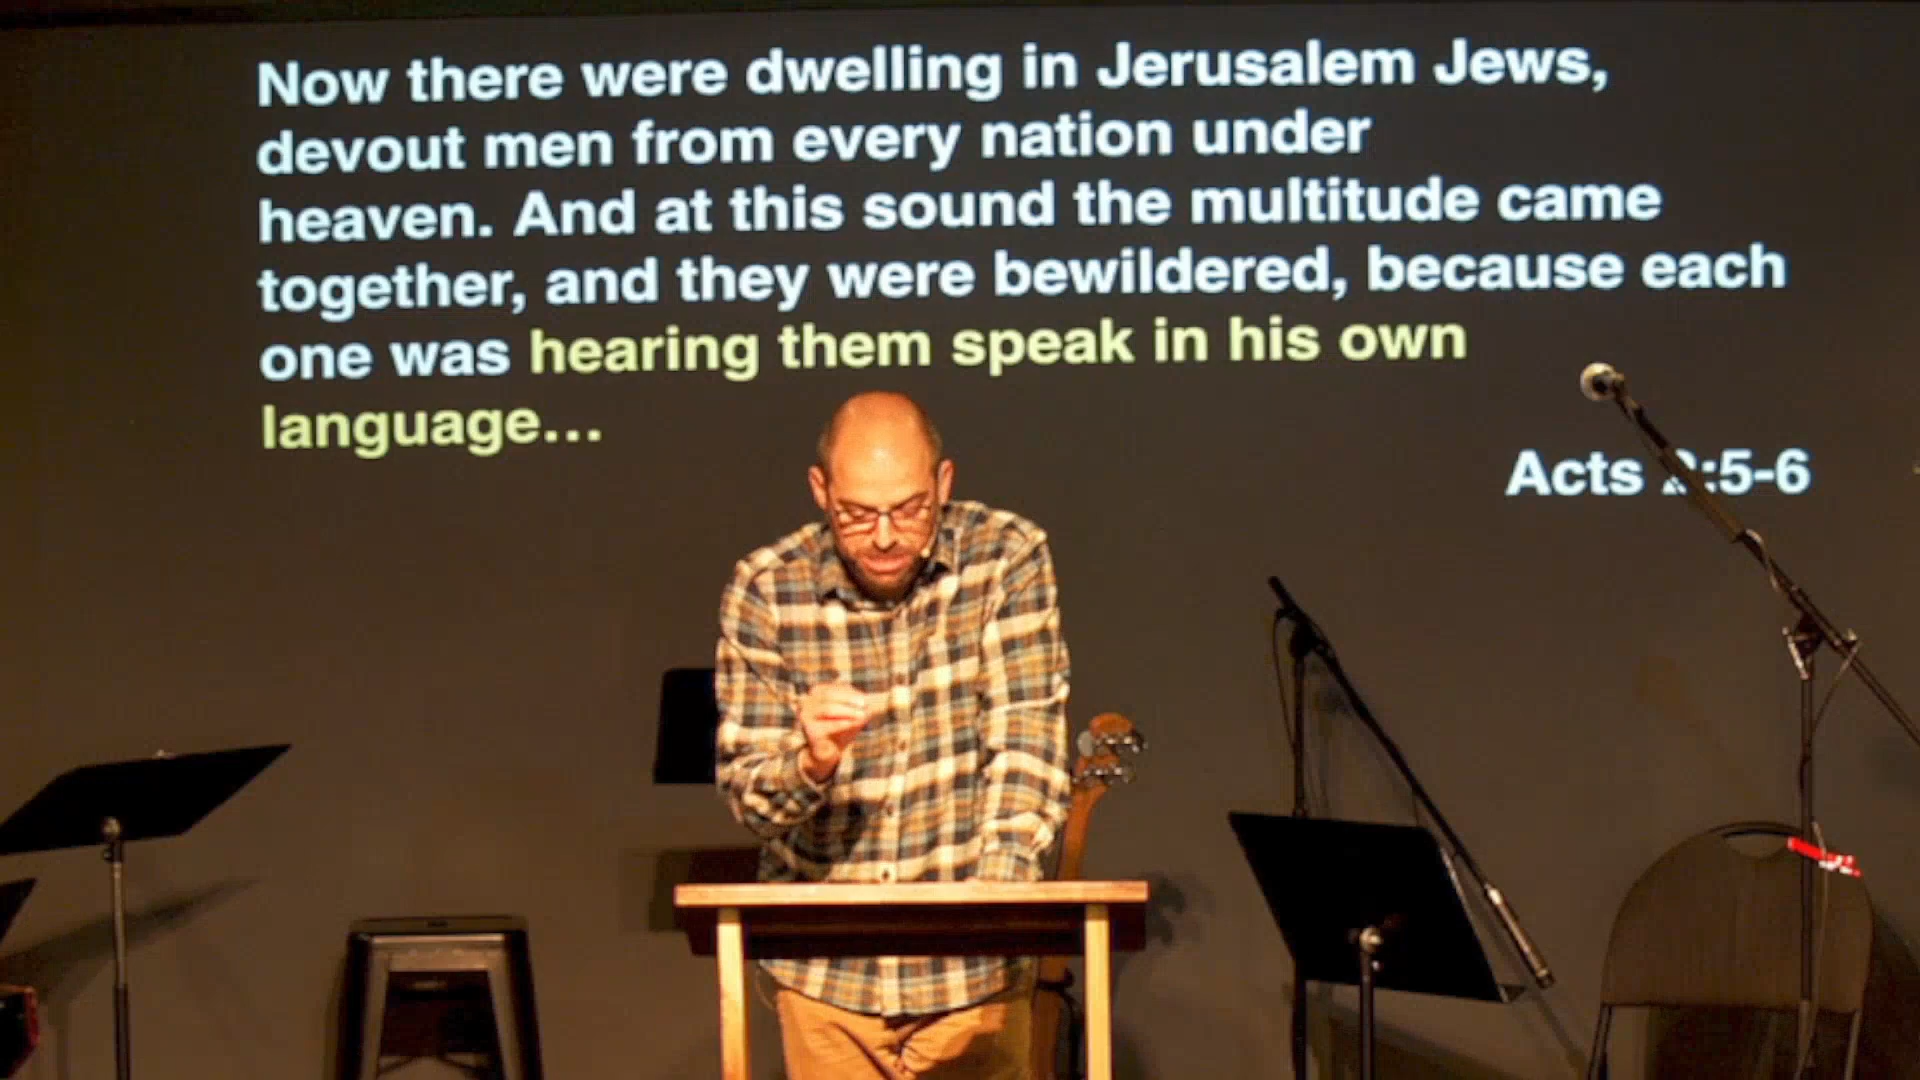 Now there were dwelling in Jerusalem Jews,
devout men from every nation under
heaven. And at this sound the multitude came
together, and they were bewildered, because each
one was hearing them speak in his own
language...
Acts 2:5-6